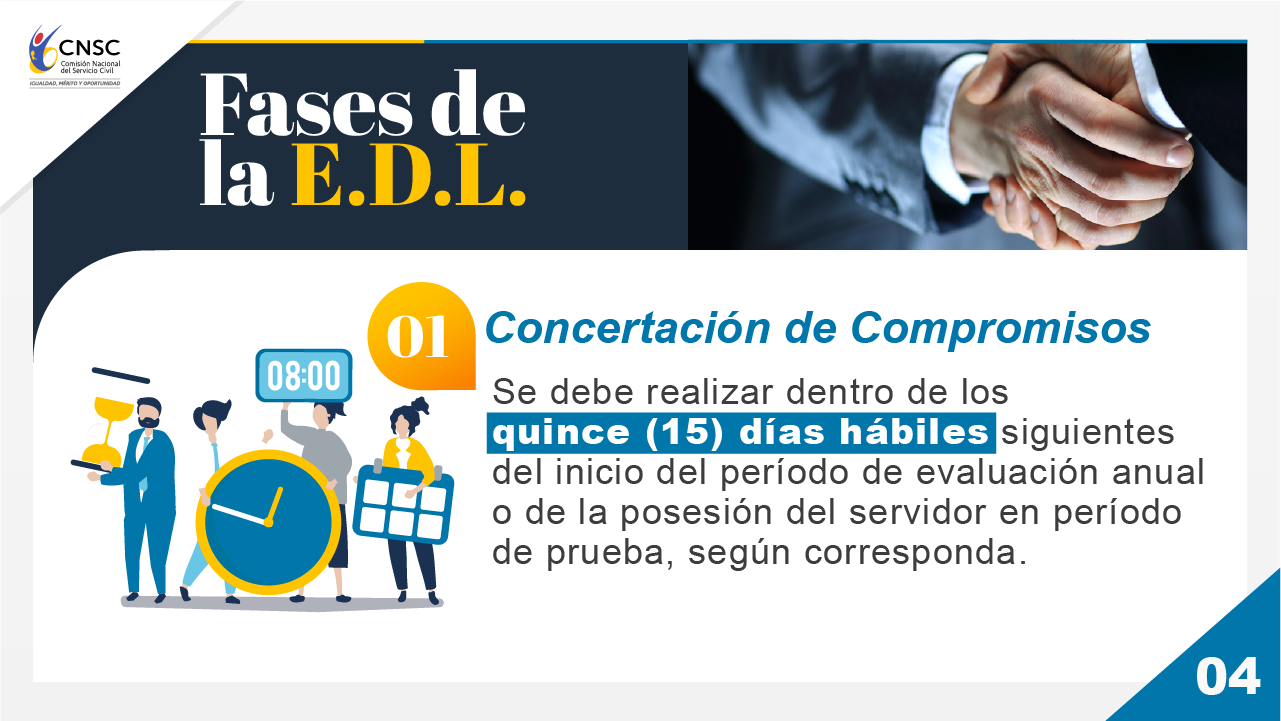 CNSC
Comisión Nacional
del Servicio Civil
IGUALDAD, MÉRITO Y OPORTUNIDAD
Fases de
la E.D.L.
01
Concertación de Compromisos
08:00
Se debe realizar dentro de los
quince (15) días hábiles siguientes
del inicio del período de evaluación anual
o de la posesión del servidor en período
de prueba, según corresponda.
04